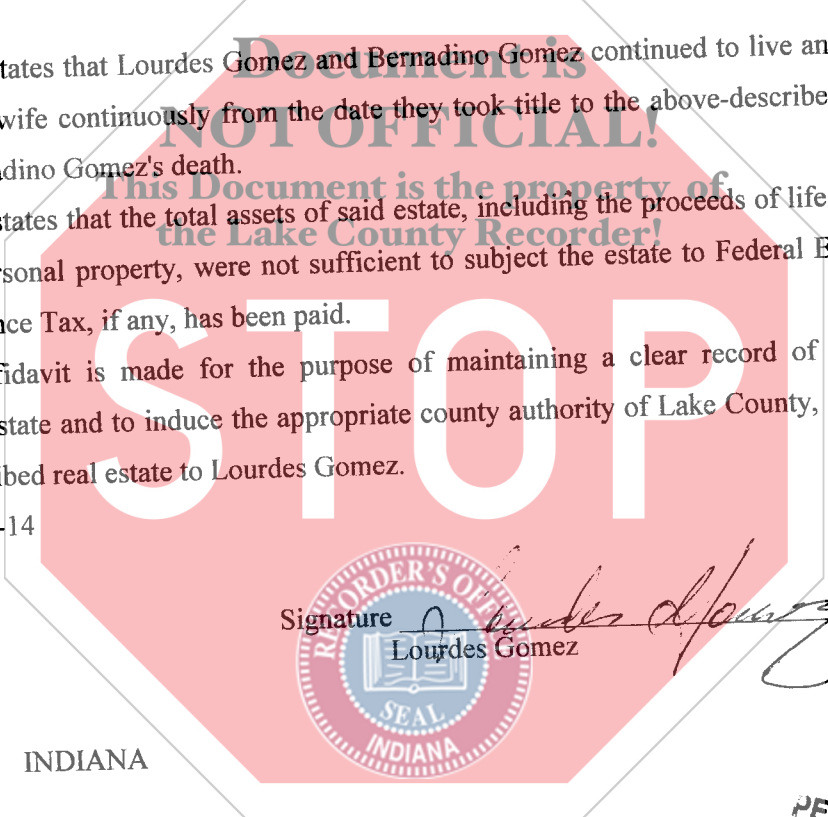 tates that Lourdes Gomez and Bernadino Gomez continued to live an
wife continuously from the date they took title to the above-describe
dino Gomez's death.
states that the total assets of said estate, including the proceeds of life
rsonal property, were not sufficient to subject the estate to Federal E
nce Tax, if any, has been paid.
fidavit is made for the purpose of maintaining a clear record of
state and to induce the appropriate county authority of Lake County,
ibed real estate to Lourdes Gomez.
-14
Document is
NOT OFFICIAL!
This Document is the property of
the Lake County Recorder!
STOP
RECORDER'S OFFICE
SEAL
INDIANA
Signature
Lourdes Gomez
INDIANA